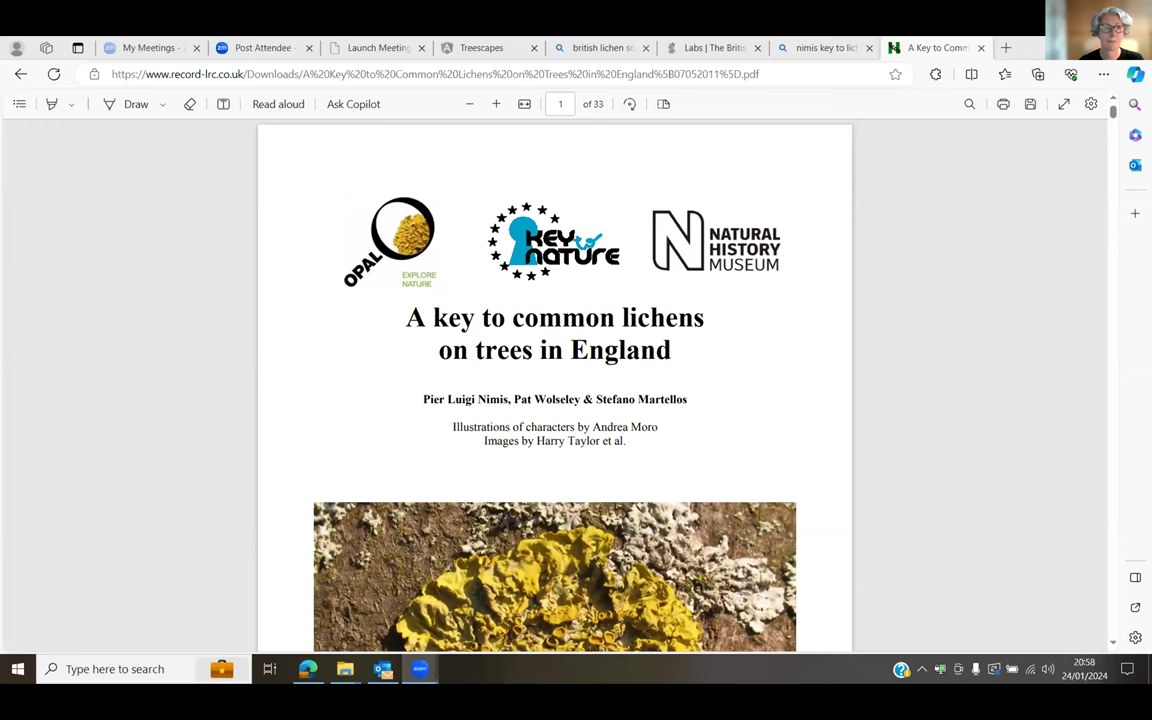 My Meetings - Z
Post Attendee -
Launch Meeting
Treescapes
british lichen so
Labs | The Britis
nimis key to lich
A Key to Comm
https://www.record-lrc.co.uk/Downloads/A%20Key%20to%20Common%20Lichens%20on%20Trees%20in%20England%5B07052011%5D.pdf
Draw
Read aloud
Ask Copilot
1
of 33
OPAL
EXPLORE
NATURE
KEY to
NATURE
N
NATURAL
HISTORY
MUSEUM
A key to common lichens
on trees in England
Pier Luigi Nimis, Pat Wolseley & Stefano Martellos
Illustrations of characters by Andrea Moro
Images by Harry Taylor et al.
Type here to search
zoom
20:58
24/01/2024